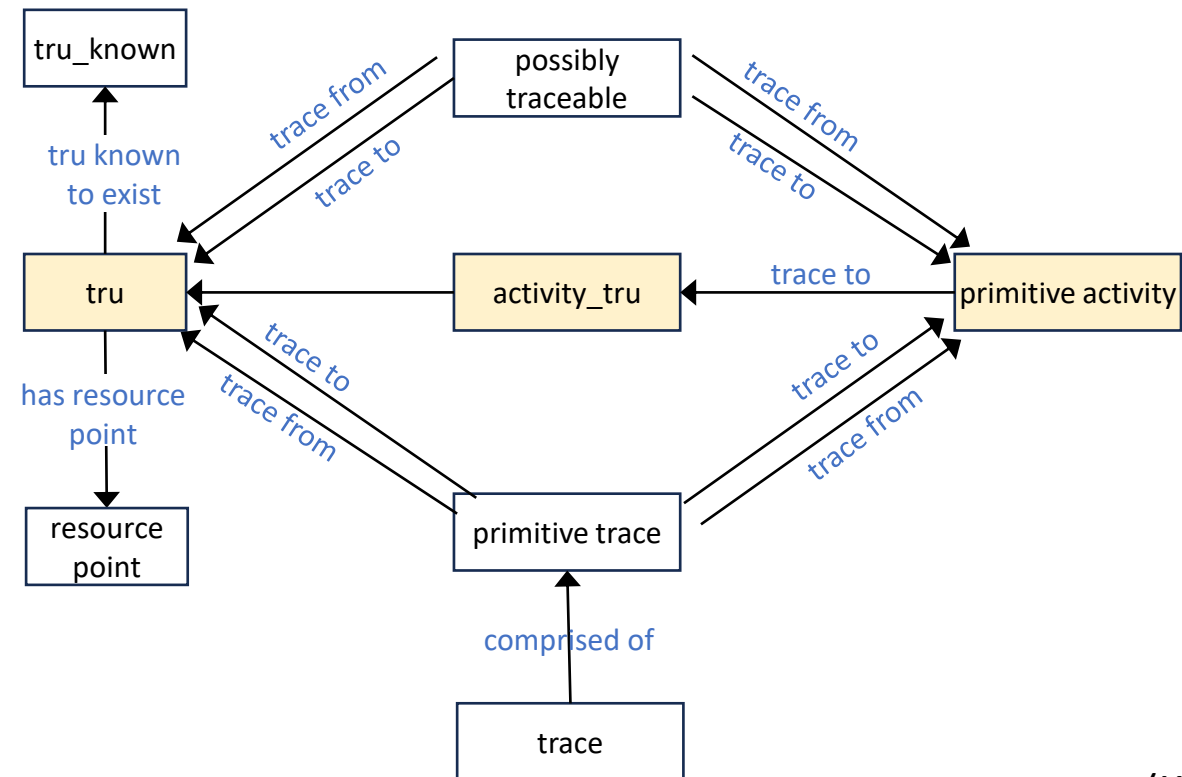 tru_known
possibly
traceable
trace from
trace to
trace from
trace to
tru known
to exist
tru
activity_tru
trace to
primitive activity
has resource
point
trace to
trace from
trace to
trace from
resource
point
primitive trace
comprised of
trace